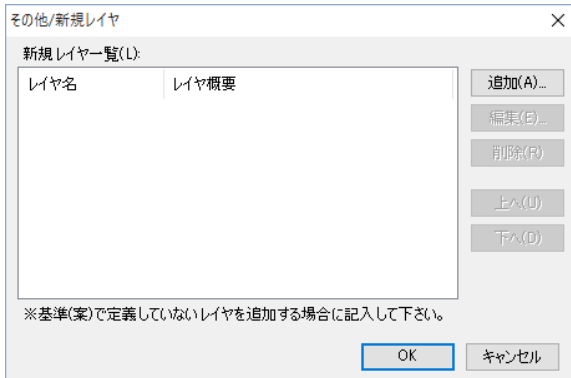 その他/新規レイヤ
新規レイヤ一覧(L):
レイヤ名 レイヤ概要
追加(A)...
編集(E)...
削除(R)
上へ(U)
下へ(D)
※基準(案)で定義していないレイヤを追加する場合に記入して下さい。
OK キャンセル